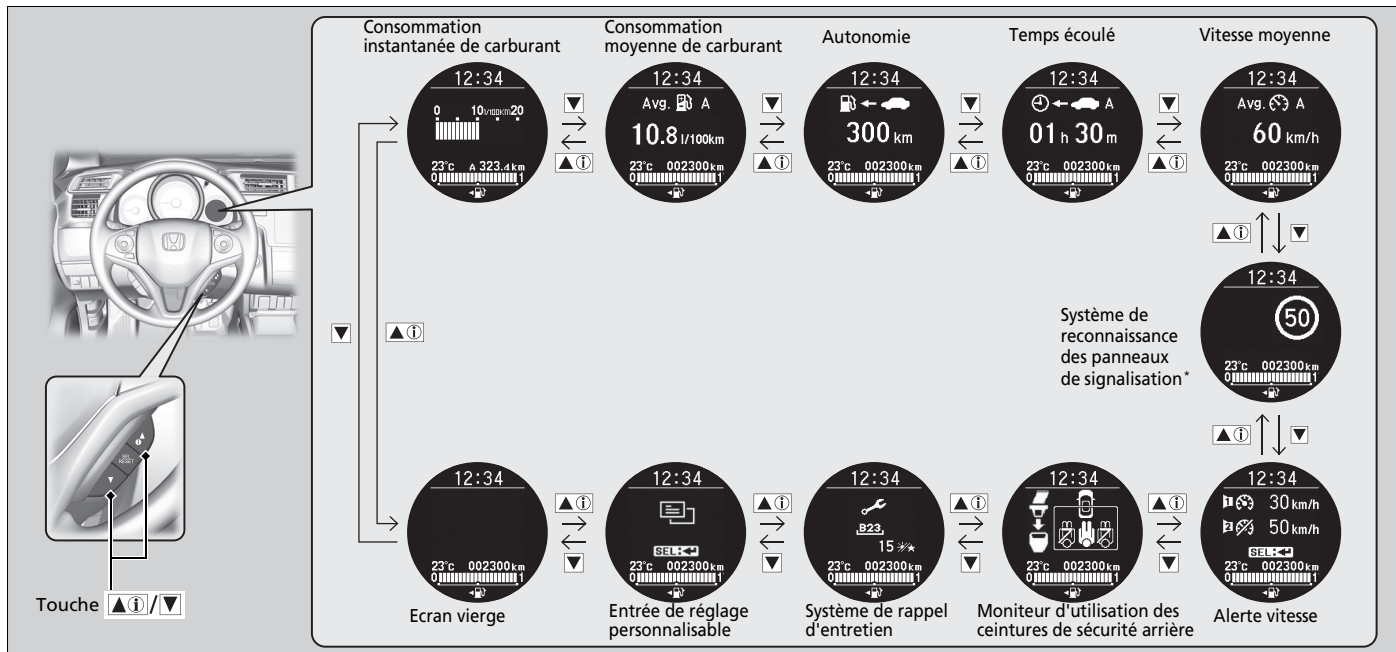 Consommation
instantanée de carburant
Consommation
moyenne de carburant
Autonomie
Temps écoulé
Vitesse moyenne
12:34
0 10 l/100km 20
23°c A 323.4 km
0 1
12:34
Avg. A
10.8 l/100km
23°c 002300 km
0 1
12:34
300 km
23°c 002300 km
0 1
12:34
A
01 h 30 m
23°c 002300 km
0 1
12:34
Avg. A
60 km/h
23°c 002300 km
0 1
▼
▲ⓘ
▼
▲ⓘ
▼
▲ⓘ
▼
▲ⓘ
▲ⓘ ▼
Système de
reconnaissance
des panneaux
de signalisation*
12:34
50
23°c 002300 km
0 1
▼ ▲ⓘ
▲ⓘ ▼
SEL
RESET
Touche ▲ⓘ/▼
12:34
23°c 002300 km
0 1
Ecran vierge
12:34
SEL:↵
23°c 002300 km
0 1
Entrée de réglage
personnalisable
12:34
B23
15
23°c 002300 km
0 1
Système de rappel
d'entretien
12:34
23°c 002300 km
0 1
Moniteur d'utilisation des
ceintures de sécurité arrière
12:34
1 30 km/h
2 50 km/h
SEL:↵
23°c 002300 km
0 1
Alerte vitesse
▲ⓘ
▼
▲ⓘ
▼
▲ⓘ
▼
▲ⓘ
▼